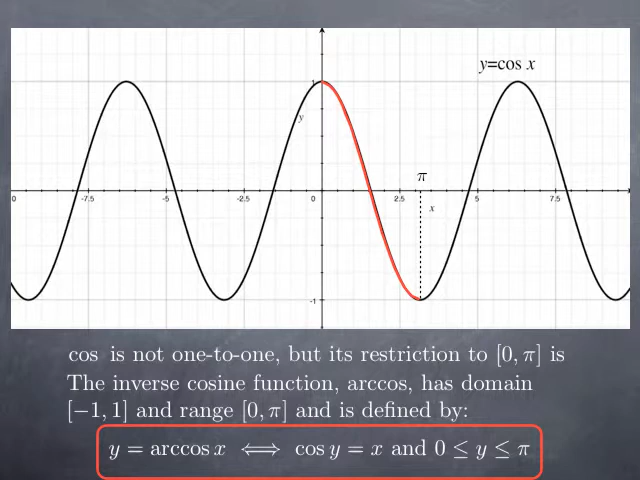 y=cos x
1
y
π
0 -7.5 -5 -2.5 0 2.5 5 7.5
x
-1
cos is not one-to-one, but its restriction to [0, π] is
The inverse cosine function, arccos, has domain
[−1, 1] and range [0, π] and is defined by:
y = arccos x ⟺ cos y = x and 0 ≤ y ≤ π